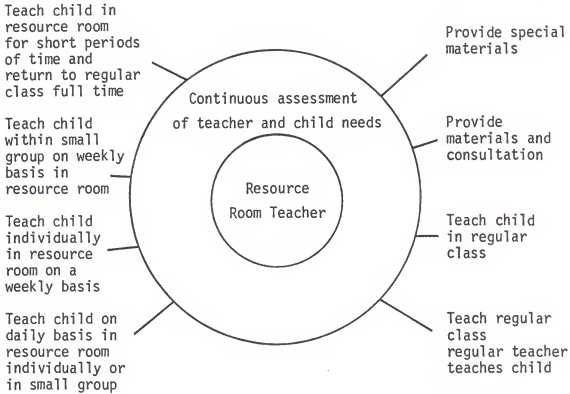 Teach child in
resource room
for short periods
of time and
return to regular
class full time
Teach child
within small
group on weekly
basis in
resource room
Teach child
individually
in resource
room on a
weekly basis
Teach child on
daily basis in
resource room
individually or
in small group
Continuous assessment
of teacher and child needs
Resource
Room Teacher
Provide special
materials
Provide
materials and
consultation
Teach child
in regular
class
Teach regular
class
regular teacher
teaches child